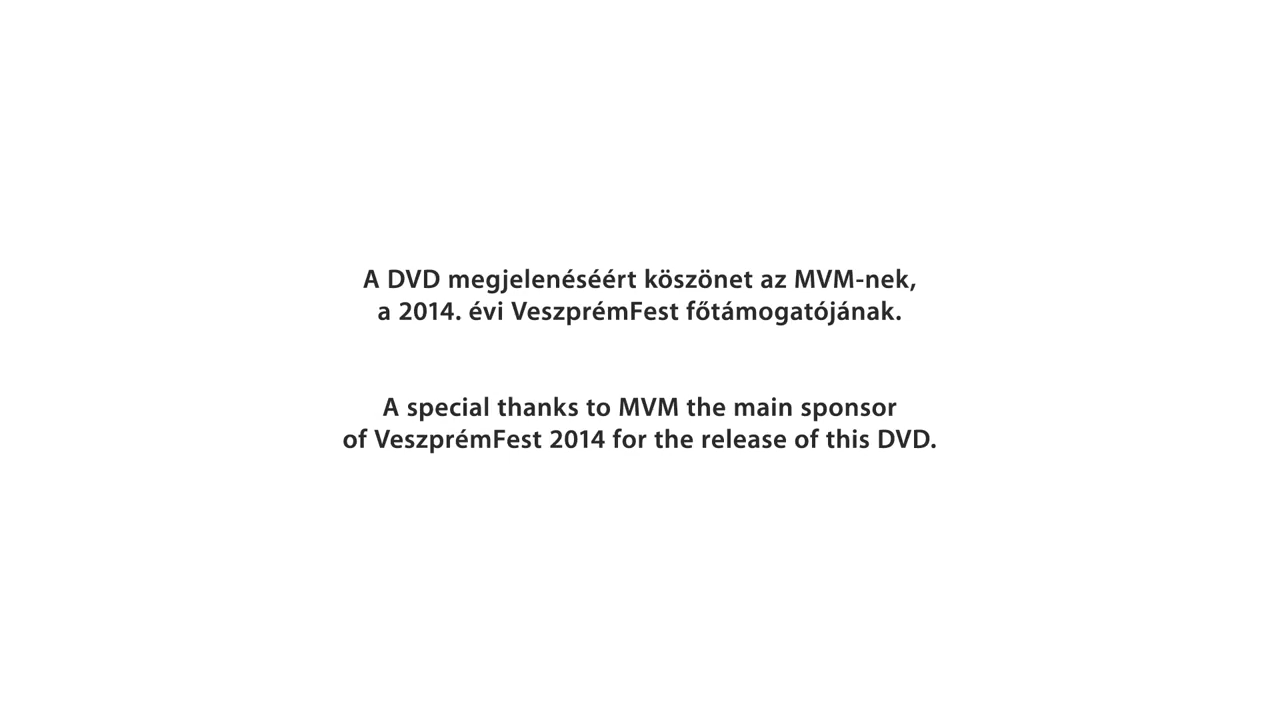 A DVD megjelenéséért köszönet az MVM-nek,
a 2014. évi VeszprémFest főtámogatójának.
A special thanks to MVM the main sponsor
of VeszprémFest 2014 for the release of this DVD.